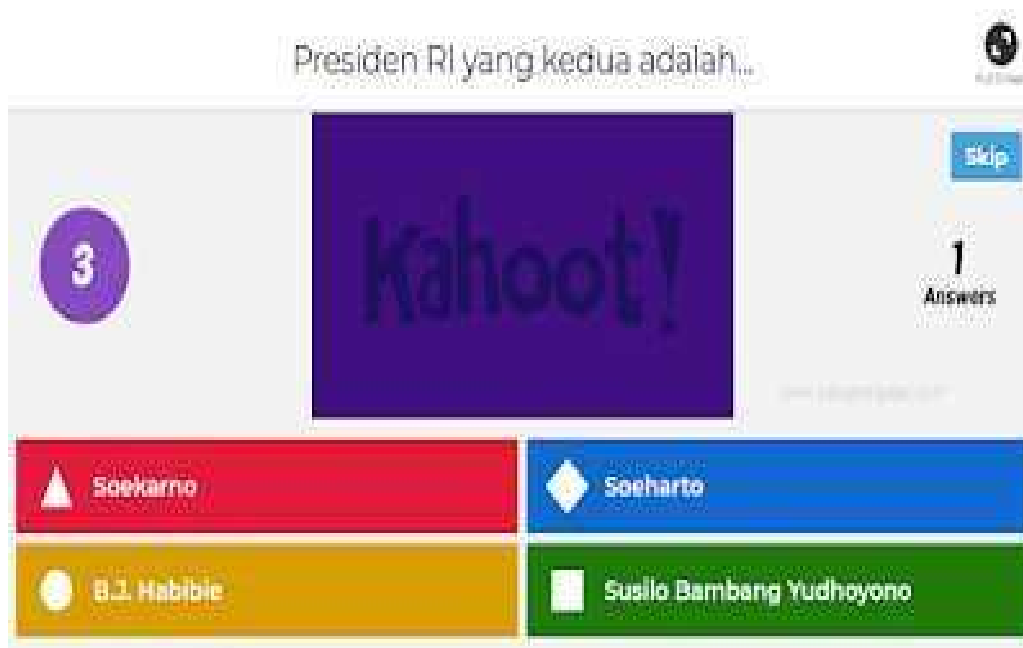 Presiden RI yang kedua adalah...
Skip
3
Kahoot!
1
Answers
Soekarno
Soeharto
B.J. Habibie
Susilo Bambang Yudhoyono